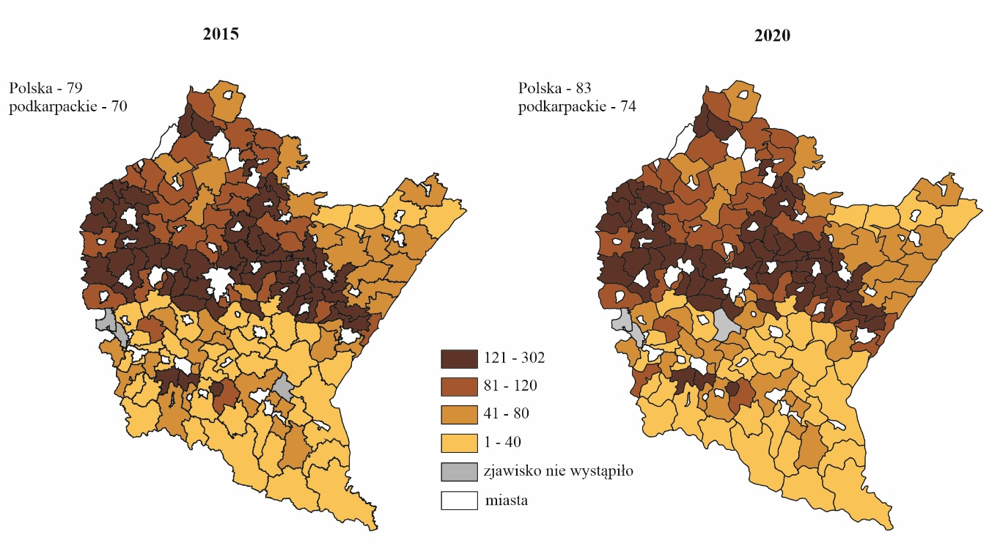 2015
2020
Polska - 79
podkarpackie - 70
Polska - 83
podkarpackie - 74
121 - 302
81 - 120
41 - 80
1 - 40
zjawisko nie wystąpiło
miasta